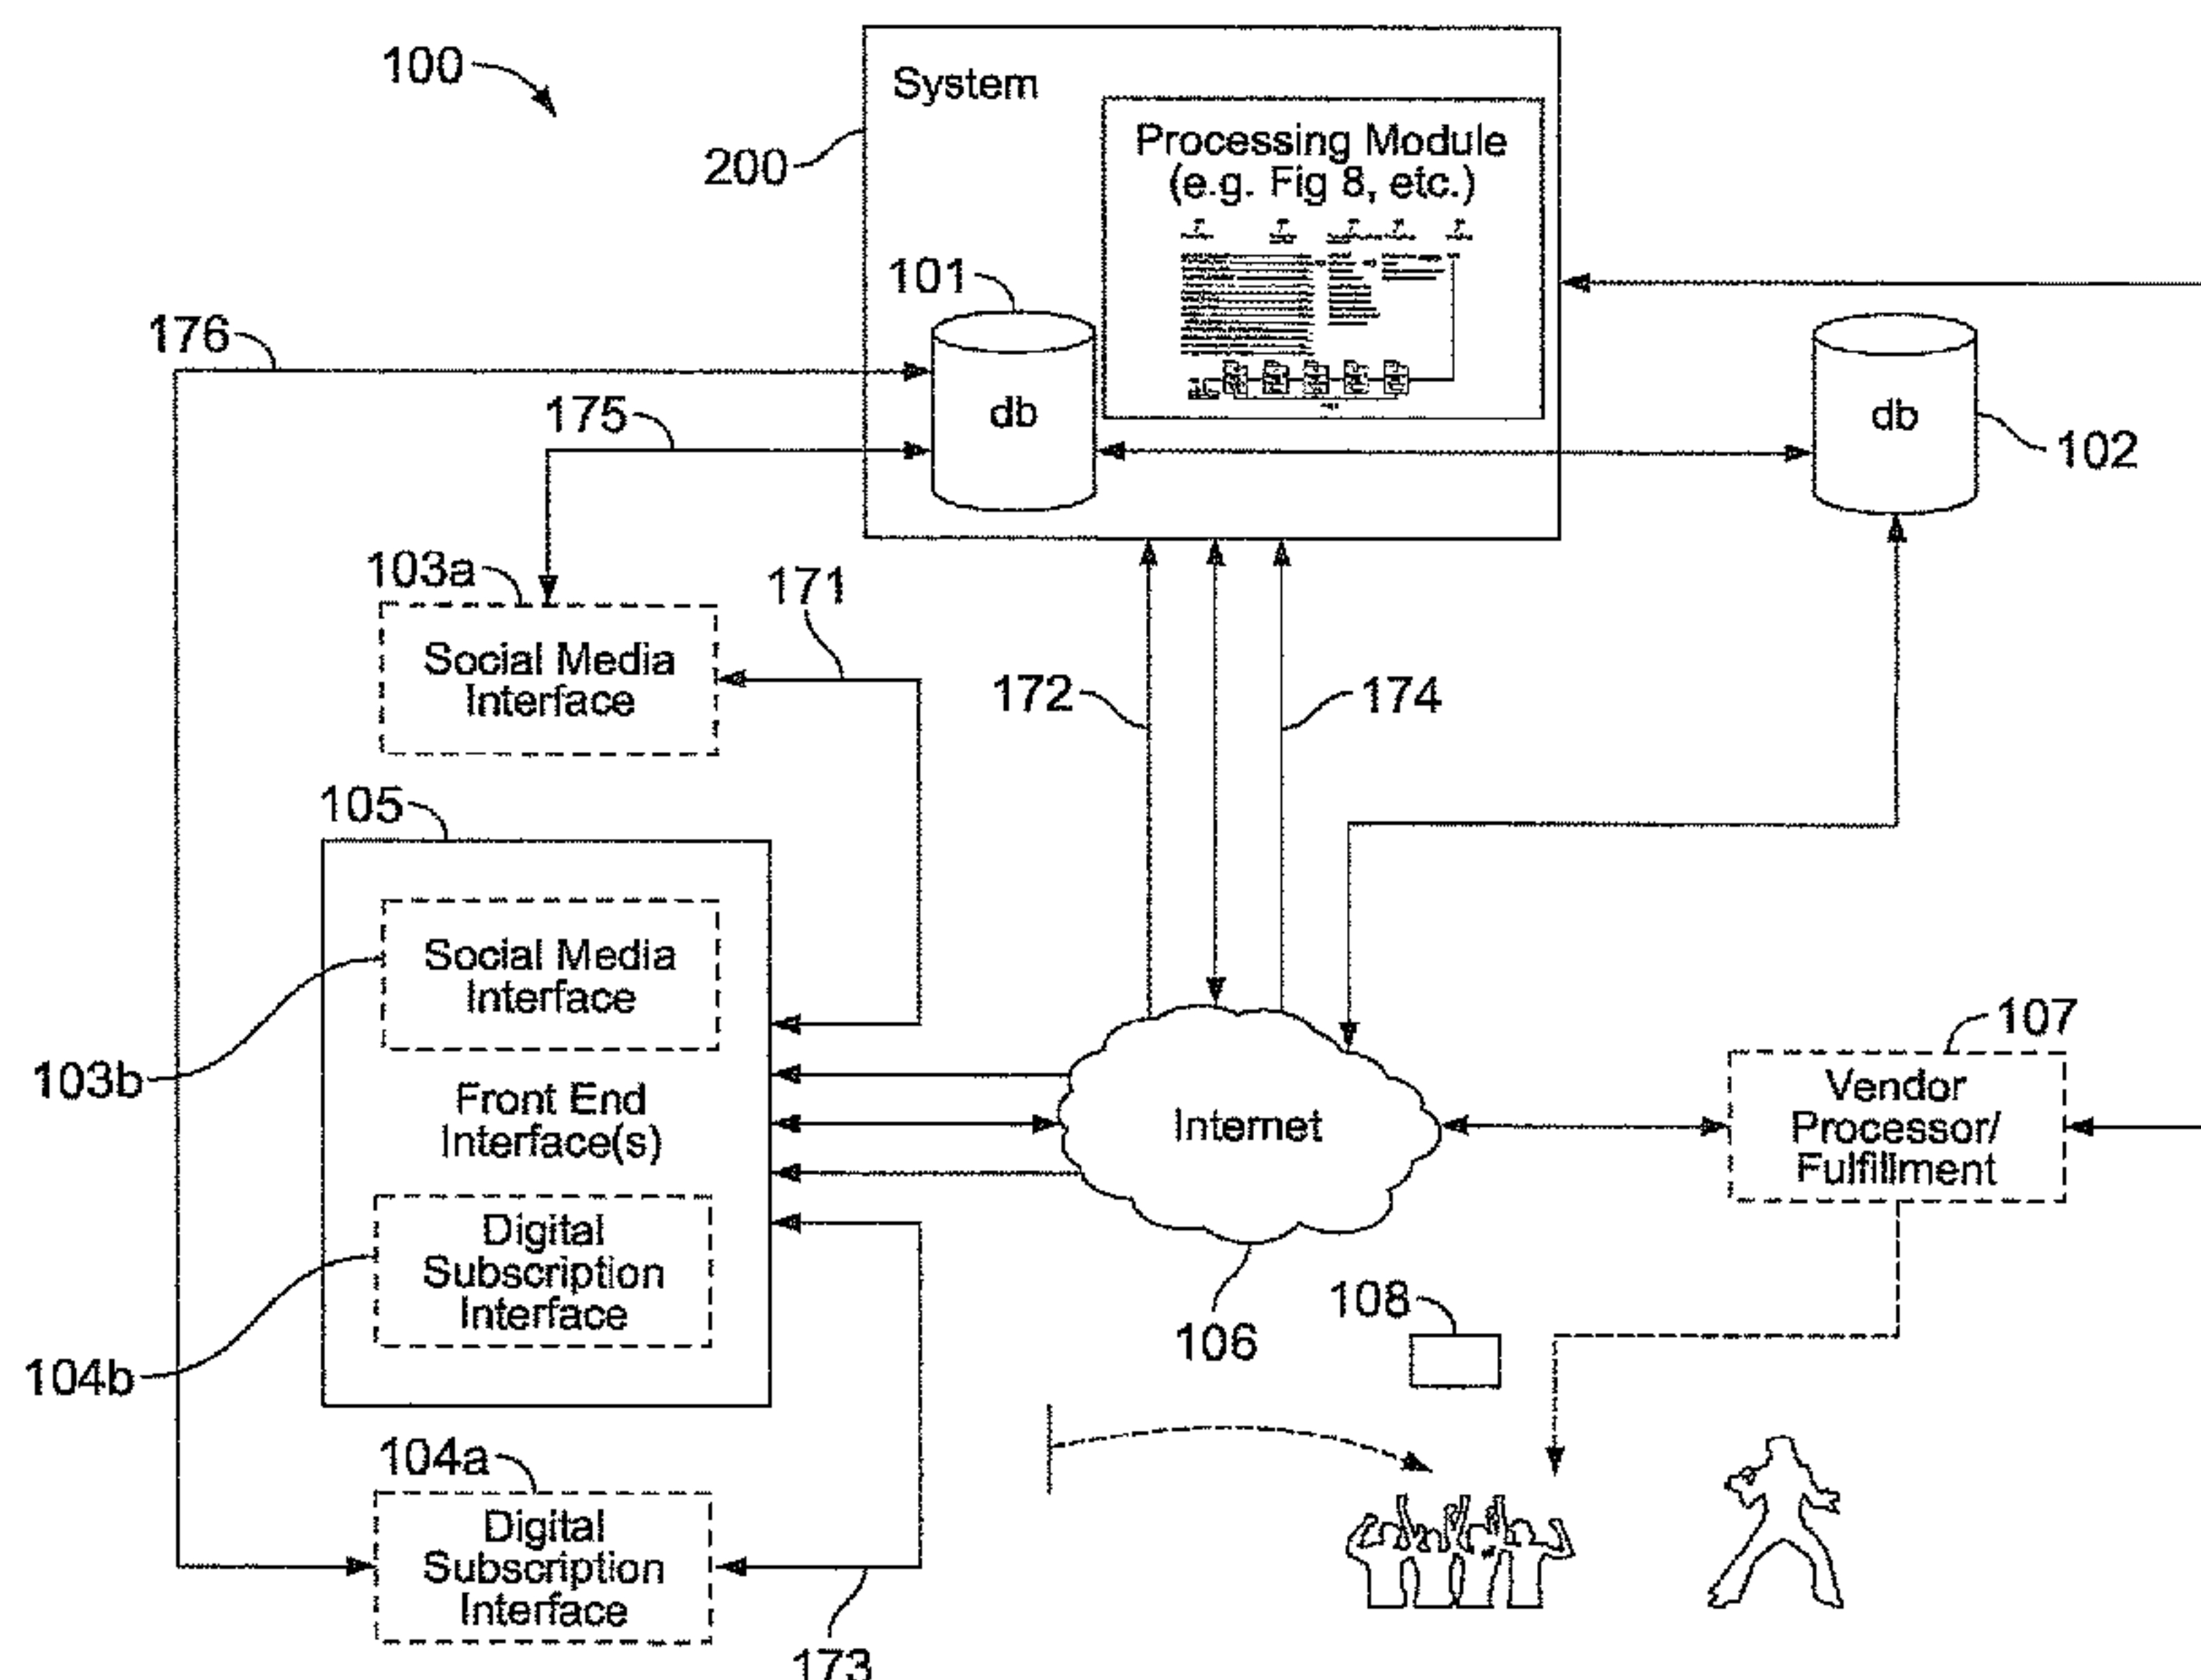 100
System
200
Processing Module
(e.g. Fig 8, etc.)
101
176
db
db
175
102
103a
171
Social Media
Interface
172
174
105
Social Media
Interface
107
103b
Front End
Interface(s)
Internet
Vendor
Processor/
Fulfillment
Digital
Subscription
Interface
108
106
104b
104a
Digital
Subscription
Interface
173